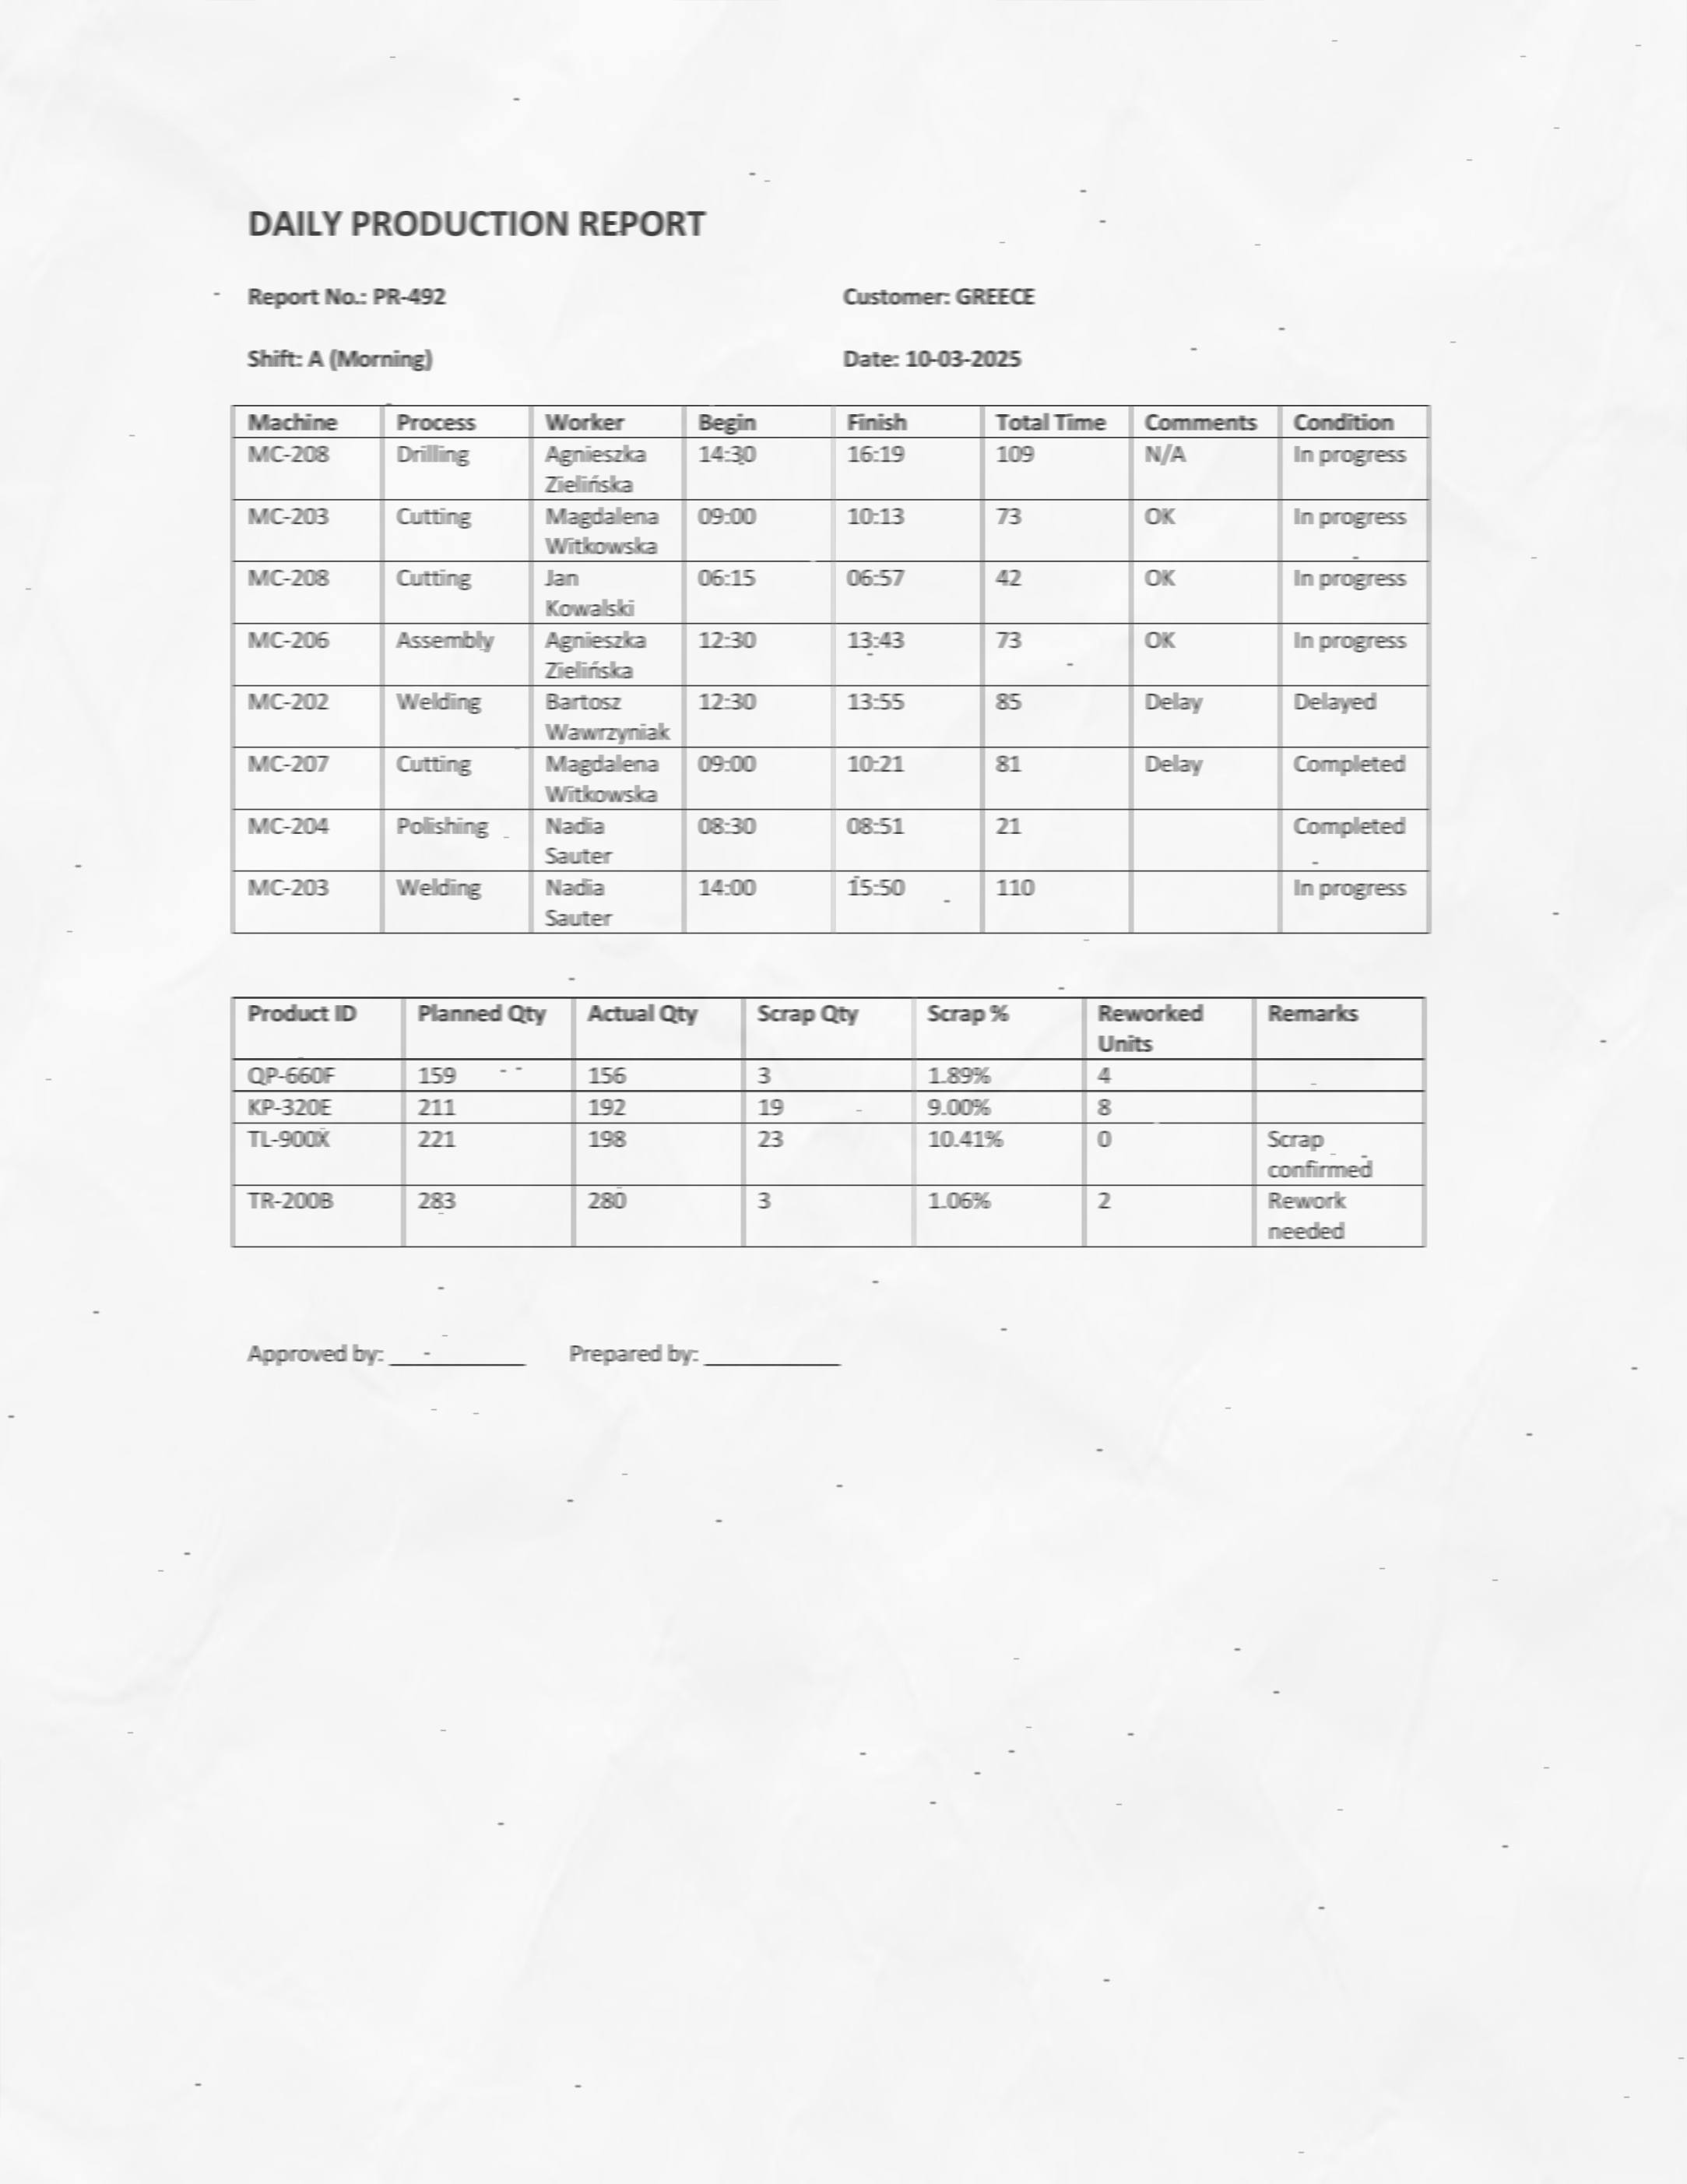 DAILY PRODUCTION REPORT
Report No.: PR-492 Customer: GREECE
Shift: A (Morning) Date: 10-03-2025
Machine Process Worker Begin Finish Total Time Comments Condition
MC-208 Drilling Agnieszka 14:30 16:19 109 N/A In progress
Zielińska
MC-203 Cutting Magdalena 09:00 10:13 73 OK In progress
Witkowska
MC-208 Cutting Jan 06:15 06:57 42 OK In progress
Kowalski
MC-206 Assembly Agnieszka 12:30 13:43 73 OK In progress
Zielińska
MC-202 Welding Bartosz 12:30 13:55 85 Delay Delayed
Wawrzyniak
MC-207 Cutting Magdalena 09:00 10:21 81 Delay Completed
Witkowska
MC-204 Polishing Nadia 08:30 08:51 21 Completed
Sauter
MC-203 Welding Nadia 14:00 15:50 110 In progress
Sauter
Product ID Planned Qty Actual Qty Scrap Qty Scrap % Reworked Remarks
Units
QP-660F 159 156 3 1.89% 4
KP-320E 211 192 19 9.00% 8
TL-900X 221 198 23 10.41% 0 Scrap
confirmed
TR-200B 283 280 3 1.06% 2 Rework
needed
Approved by: ____________ Prepared by: ____________